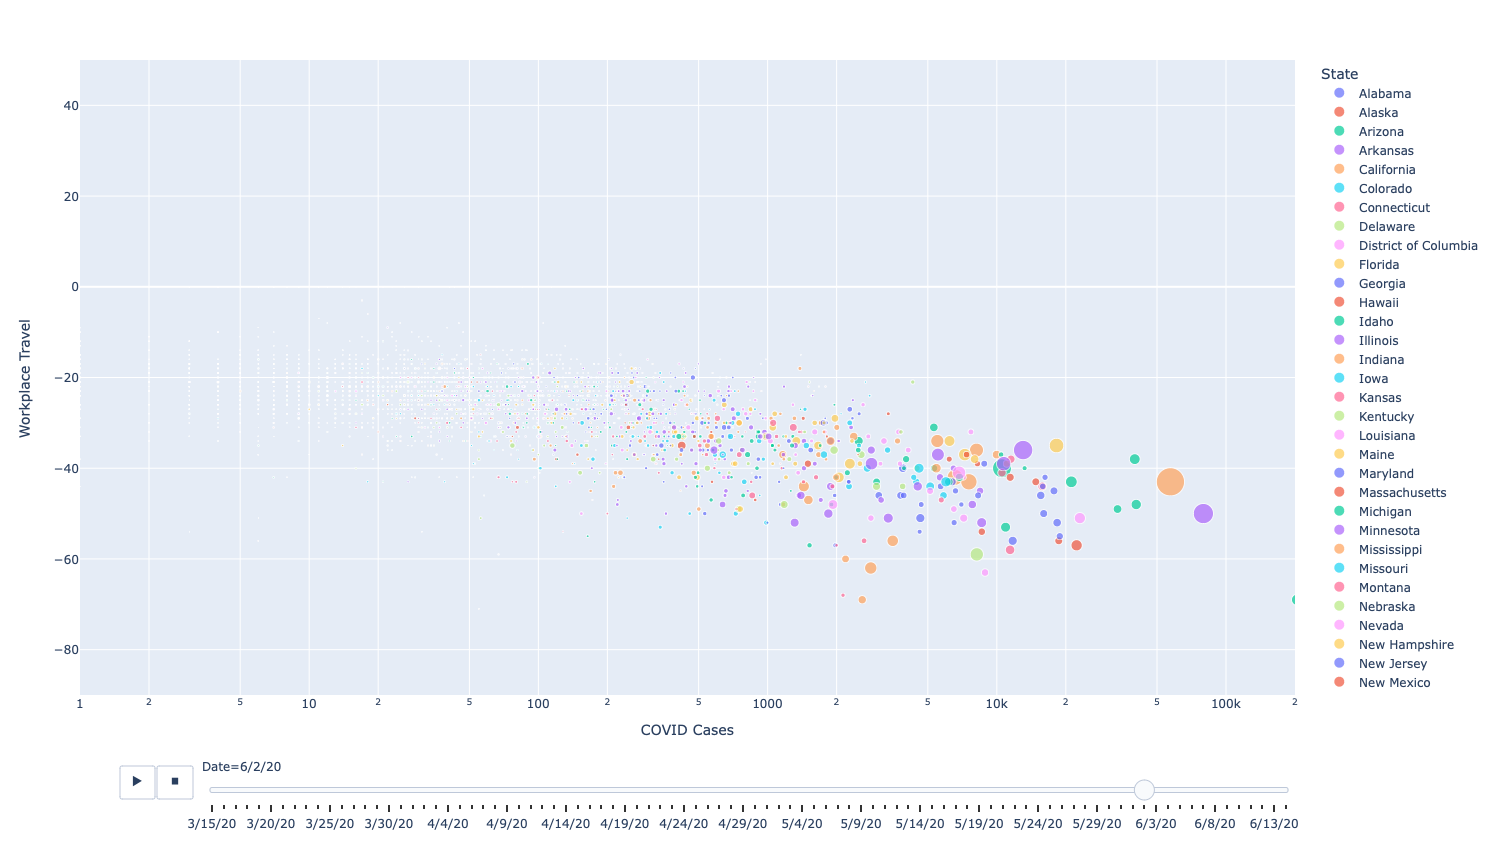 State
Alabama
Alaska
Arizona
Arkansas
California
Colorado
Connecticut
Delaware
District of Columbia
Florida
Georgia
Hawaii
Idaho
Illinois
Indiana
Iowa
Kansas
Kentucky
Louisiana
Maine
Maryland
Massachusetts
Michigan
Minnesota
Mississippi
Missouri
Montana
Nebraska
Nevada
New Hampshire
New Jersey
New Mexico
Workplace Travel
40
20
0
−20
−40
−60
−80
1 2 5 10 2 5 100 2 5 1000 2 5 10k 2 5 100k 2
COVID Cases
Date=6/2/20
3/15/20 3/20/20 3/25/20 3/30/20 4/4/20 4/9/20 4/14/20 4/19/20 4/24/20 4/29/20 5/4/20 5/9/20 5/14/20 5/19/20 5/24/20 5/29/20 6/3/20 6/8/20 6/13/20